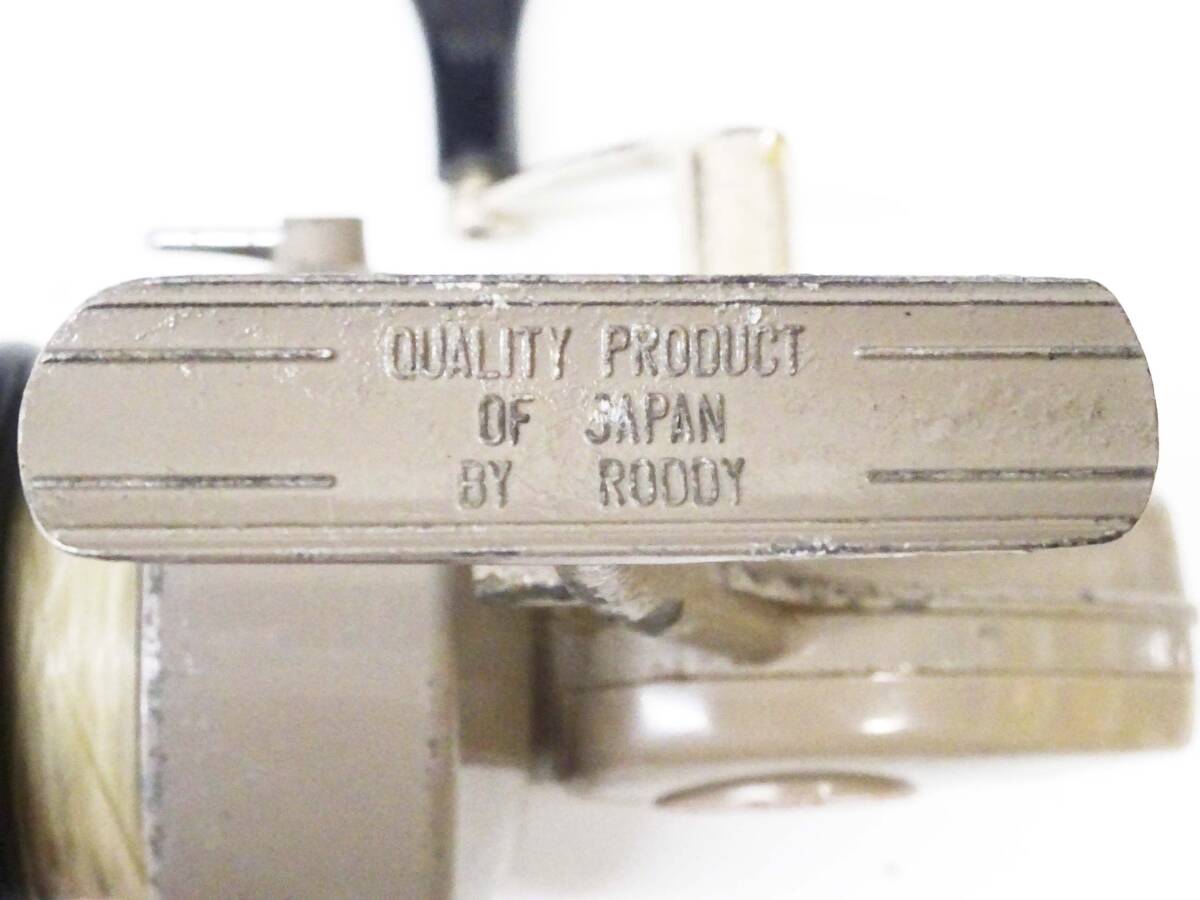 QUALITY PRODUCT
OF JAPAN
BY RODDY